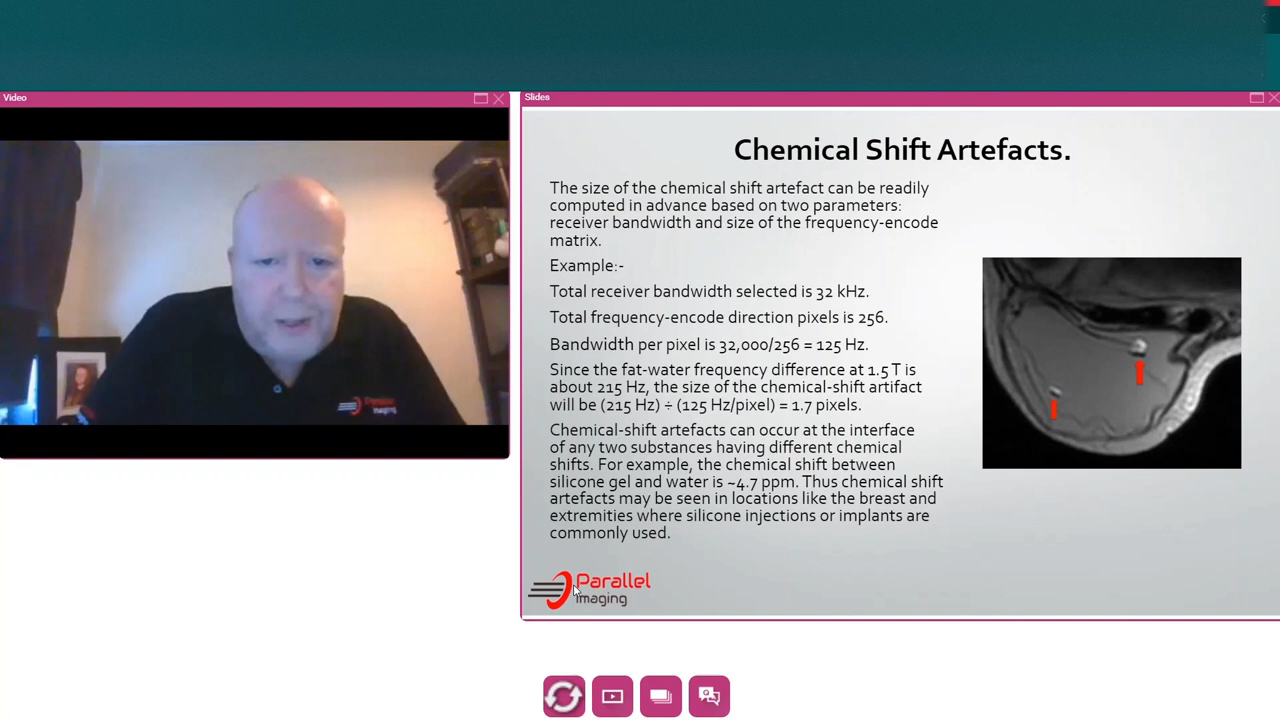 Video
Slides
Chemical Shift Artefacts.
The size of the chemical shift artefact can be readily
computed in advance based on two parameters:
receiver bandwidth and size of the frequency-encode
matrix.
Example:-
Total receiver bandwidth selected is 32 kHz.
Total frequency-encode direction pixels is 256.
Bandwidth per pixel is 32,000/256 = 125 Hz.
Since the fat-water frequency difference at 1.5 T is
about 215 Hz, the size of the chemical-shift artifact
will be (215 Hz) ÷ (125 Hz/pixel) = 1.7 pixels.
Chemical-shift artefacts can occur at the interface
of any two substances having different chemical
shifts. For example, the chemical shift between
silicone gel and water is ~4.7 ppm. Thus chemical shift
artefacts may be seen in locations like the breast and
extremities where silicone injections or implants are
commonly used.
Parallel
imaging
Parallel
Imaging